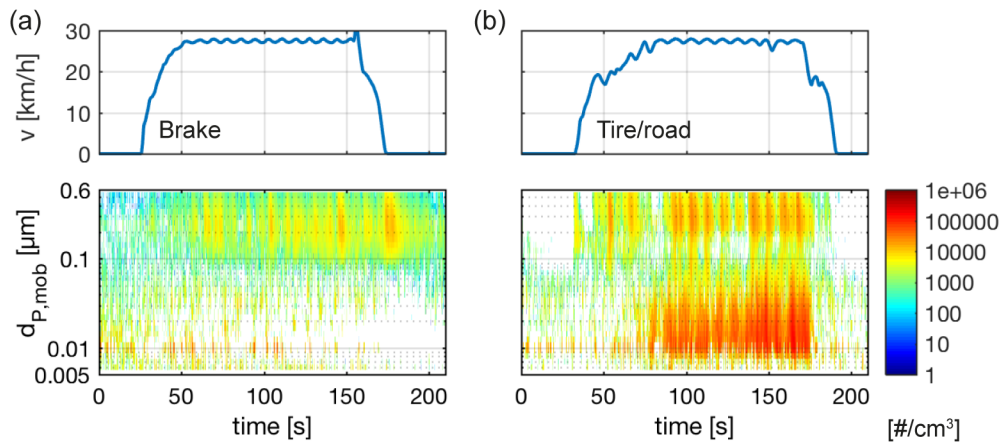 (a)
(b)
v [km/h]
30
20
10
0
Brake
Tire/road
d_P,mob [µm]
0.6
0.1
0.01
0.005
0 50 100 150 200
time [s]
0 50 100 150 200
time [s]
1e+06
100000
10000
1000
100
10
1
[#/cm³]